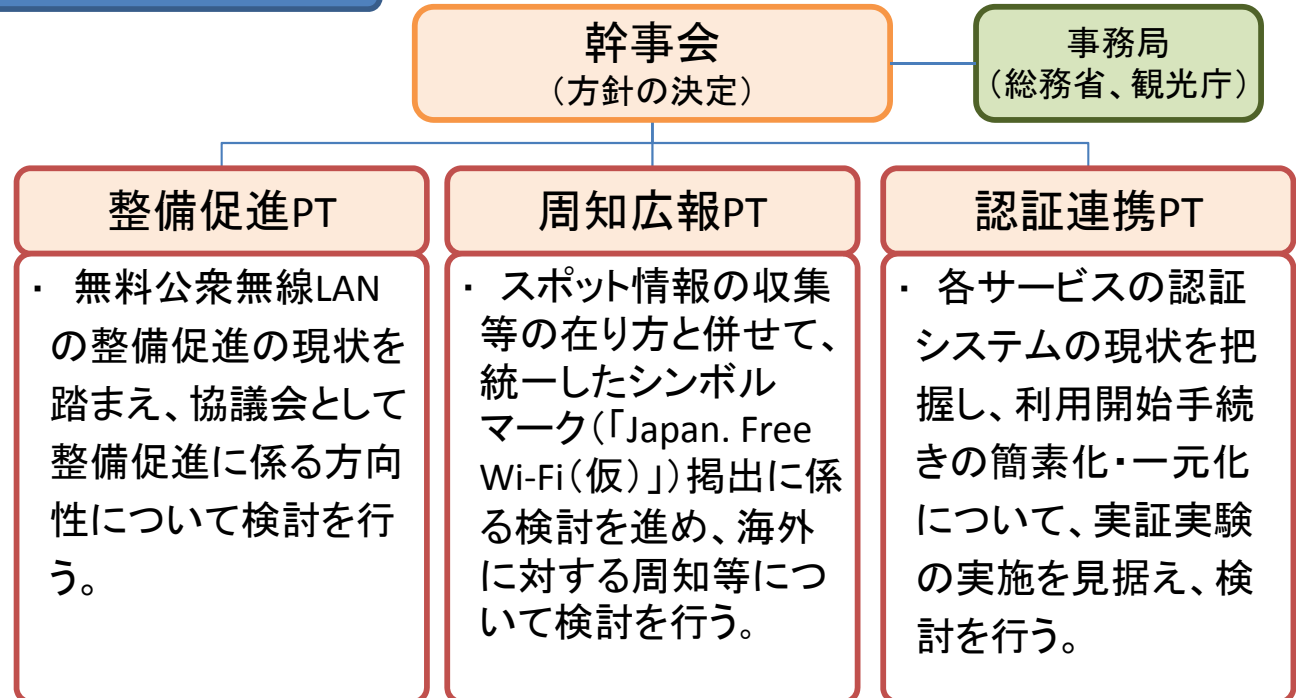 幹事会
（方針の決定）
事務局
（総務省、観光庁）
整備促進PT
・ 無料公衆無線LAN
の整備促進の現状を
踏まえ、協議会として
整備促進に係る方向
性について検討を行
う。
周知広報PT
・ スポット情報の収集
等の在り方と併せて、
統一したシンボル
マーク（「Japan. Free
Wi-Fi（仮）」）掲出に係
る検討を進め、海外
に対する周知等につ
いて検討を行う。
認証連携PT
・ 各サービスの認証
システムの現状を把
握し、利用開始手続
きの簡素化・一元化
について、実証実験
の実施を見据え、検
討を行う。